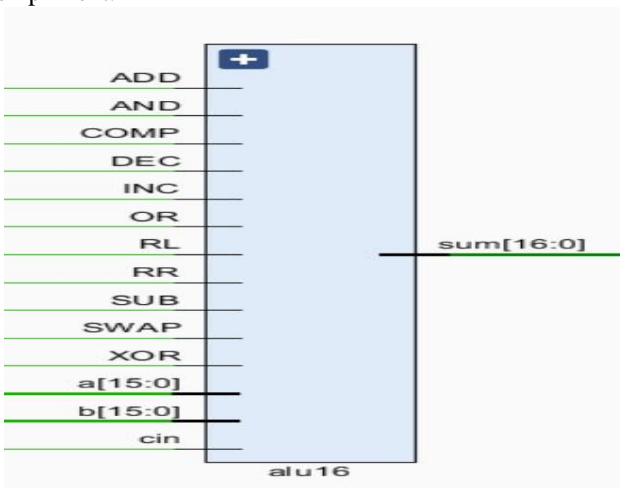 ADD
AND
COMP
DEC
INC
OR
RL
sum[16:0]
RR
SUB
SWAP
XOR
a[15:0]
b[15:0]
cin
alu16